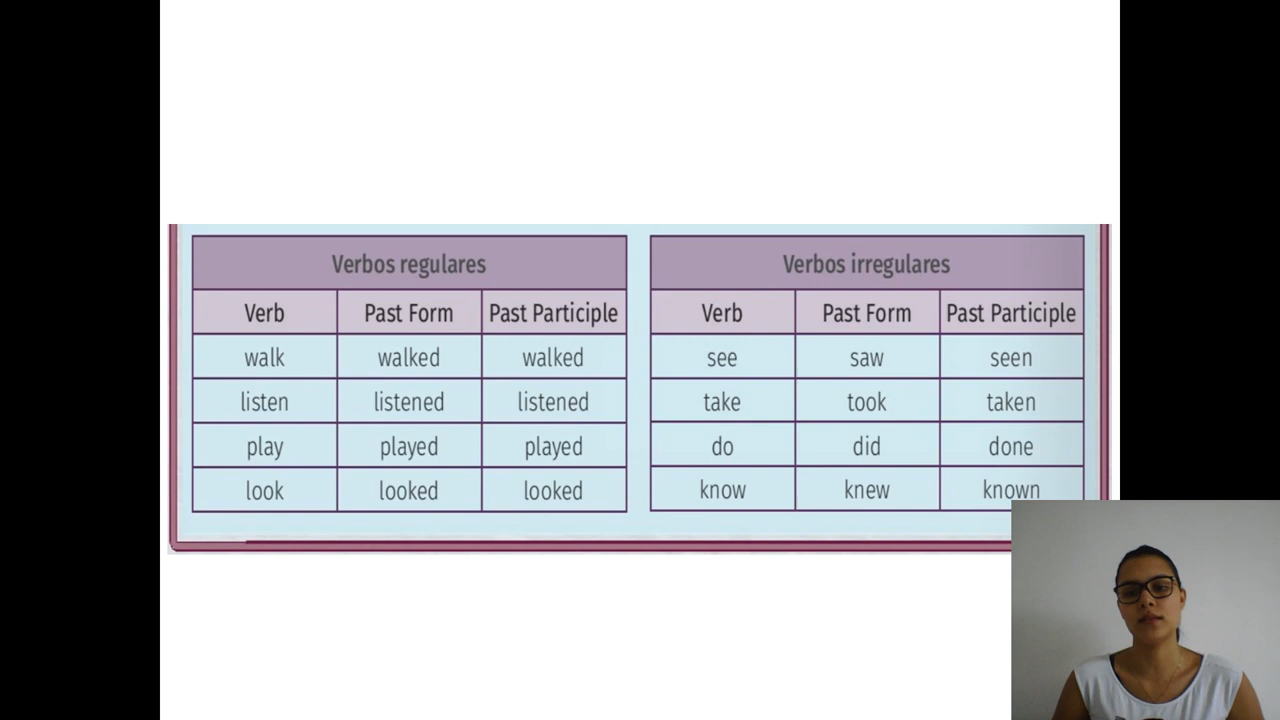 Verbos regulares
Verb Past Form Past Participle
walk walked walked
listen listened listened
play played played
look looked looked
Verbos irregulares
Verb Past Form Past Participle
see saw seen
take took taken
do did done
know knew known